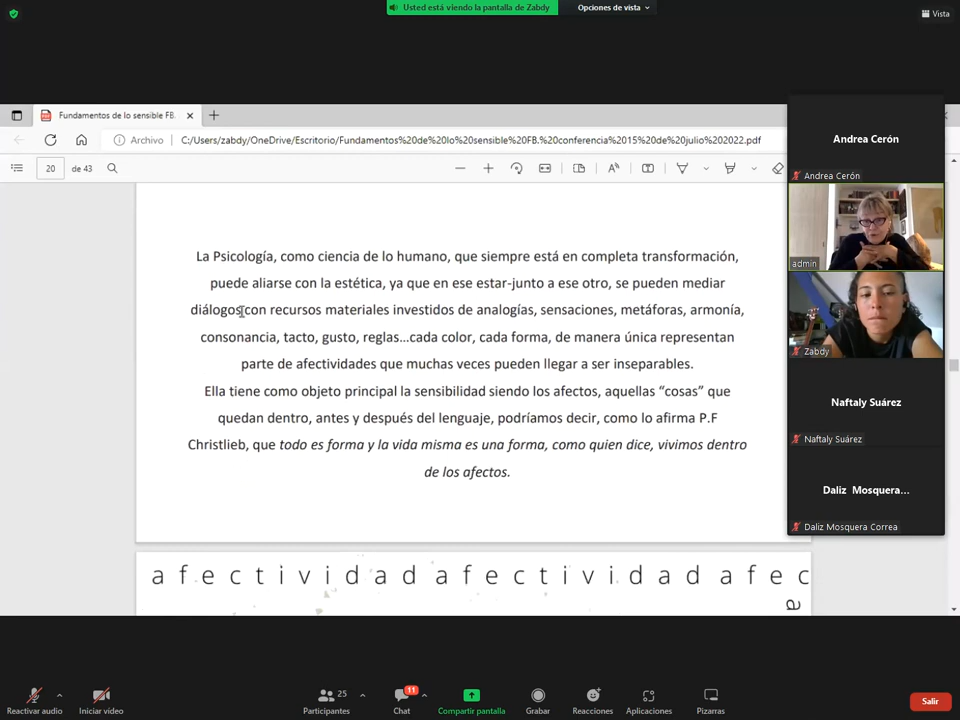 Usted está viendo la pantalla de Zabdy
Opciones de vista
Vista
Fundamentos de lo sensible FB.
Archivo
C:/Users/zabdy/OneDrive/Escritorio/Fundamentos%20de%20lo%20sensible%20FB.%20conferencia%2015%20de%20julio%202022.pdf
20 de 43
La Psicología, como ciencia de lo humano, que siempre está en completa transformación,
puede aliarse con la estética, ya que en ese estar-junto a ese otro, se pueden mediar
diálogos con recursos materiales investidos de analogías, sensaciones, metáforas, armonía,
consonancia, tacto, gusto, reglas...cada color, cada forma, de manera única representan
parte de afectividades que muchas veces pueden llegar a ser inseparables.
Ella tiene como objeto principal la sensibilidad siendo los afectos, aquellas “cosas” que
quedan dentro, antes y después del lenguaje, podríamos decir, como lo afirma P.F
Christlieb, que todo es forma y la vida misma es una forma, como quien dice, vivimos dentro
de los afectos.
a f e c t i v i d a d a f e c t i v i d a d a f e c
a
Andrea Cerón
Andrea Cerón
admin
Zabdy
Naftaly Suárez
Naftaly Suárez
Daliz Mosquera...
Daliz Mosquera Correa
Reactivar audio
Iniciar video
25
Participantes
11
Chat
Compartir pantalla
Grabar
Reacciones
Aplicaciones
Pizarras
Salir